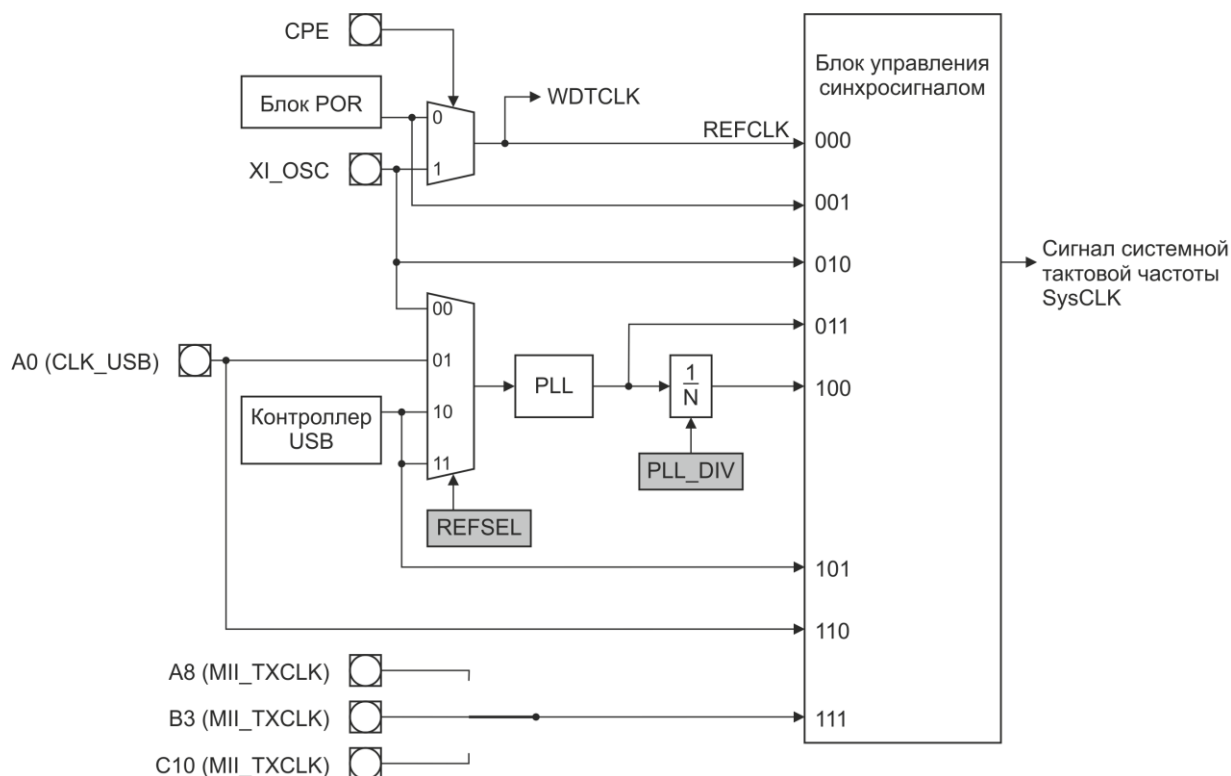 CPE
Блок POR
XI_OSC
0
1
WDTCLK
REFCLK
Блок управления
синхросигналом
000
001
010
011
100
101
110
111
Сигнал системной
тактовой частоты
SysCLK
A0 (CLK_USB)
Контроллер
USB
00
01
10
11
REFSEL
PLL
1
N
PLL_DIV
A8 (MII_TXCLK)
B3 (MII_TXCLK)
C10 (MII_TXCLK)